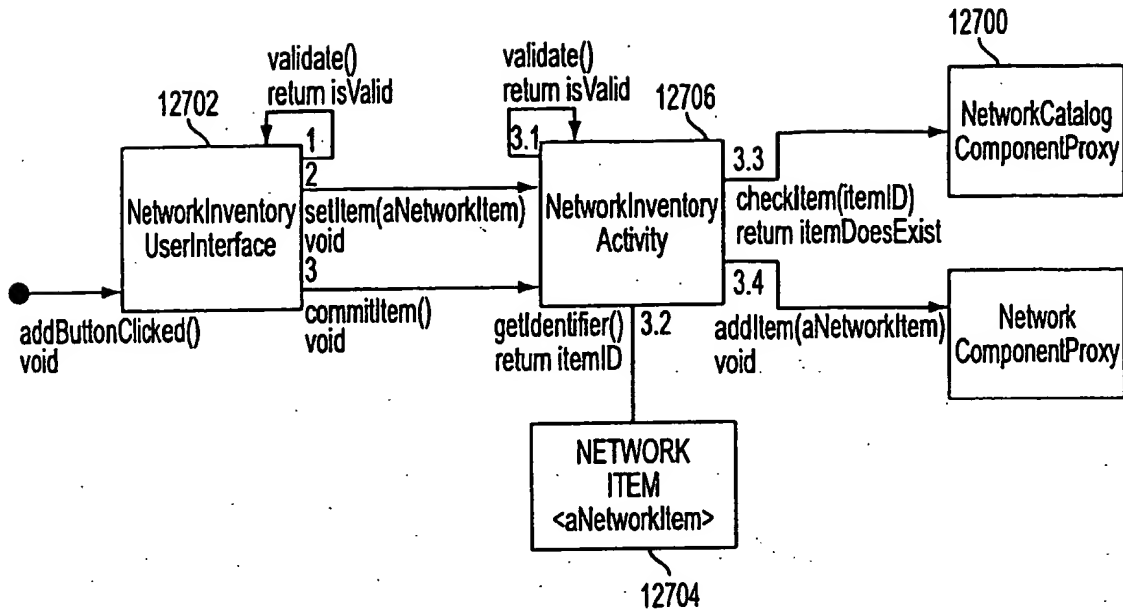 12700
validate()
return isValid
validate()
return isValid
12702
12706
NetworkCatalog
ComponentProxy
1
3.1
3.3
2
NetworkInventory
UserInterface
setItem(aNetworkItem)
void
NetworkInventory
Activity
checkItem(itemID)
return itemDoesExist
3
3.4
commitItem()
void
addButtonClicked()
void
getIdentifier()
return itemID
3.2
addItem(aNetworkItem)
void
Network
ComponentProxy
NETWORK
ITEM
<aNetworkItem>
12704